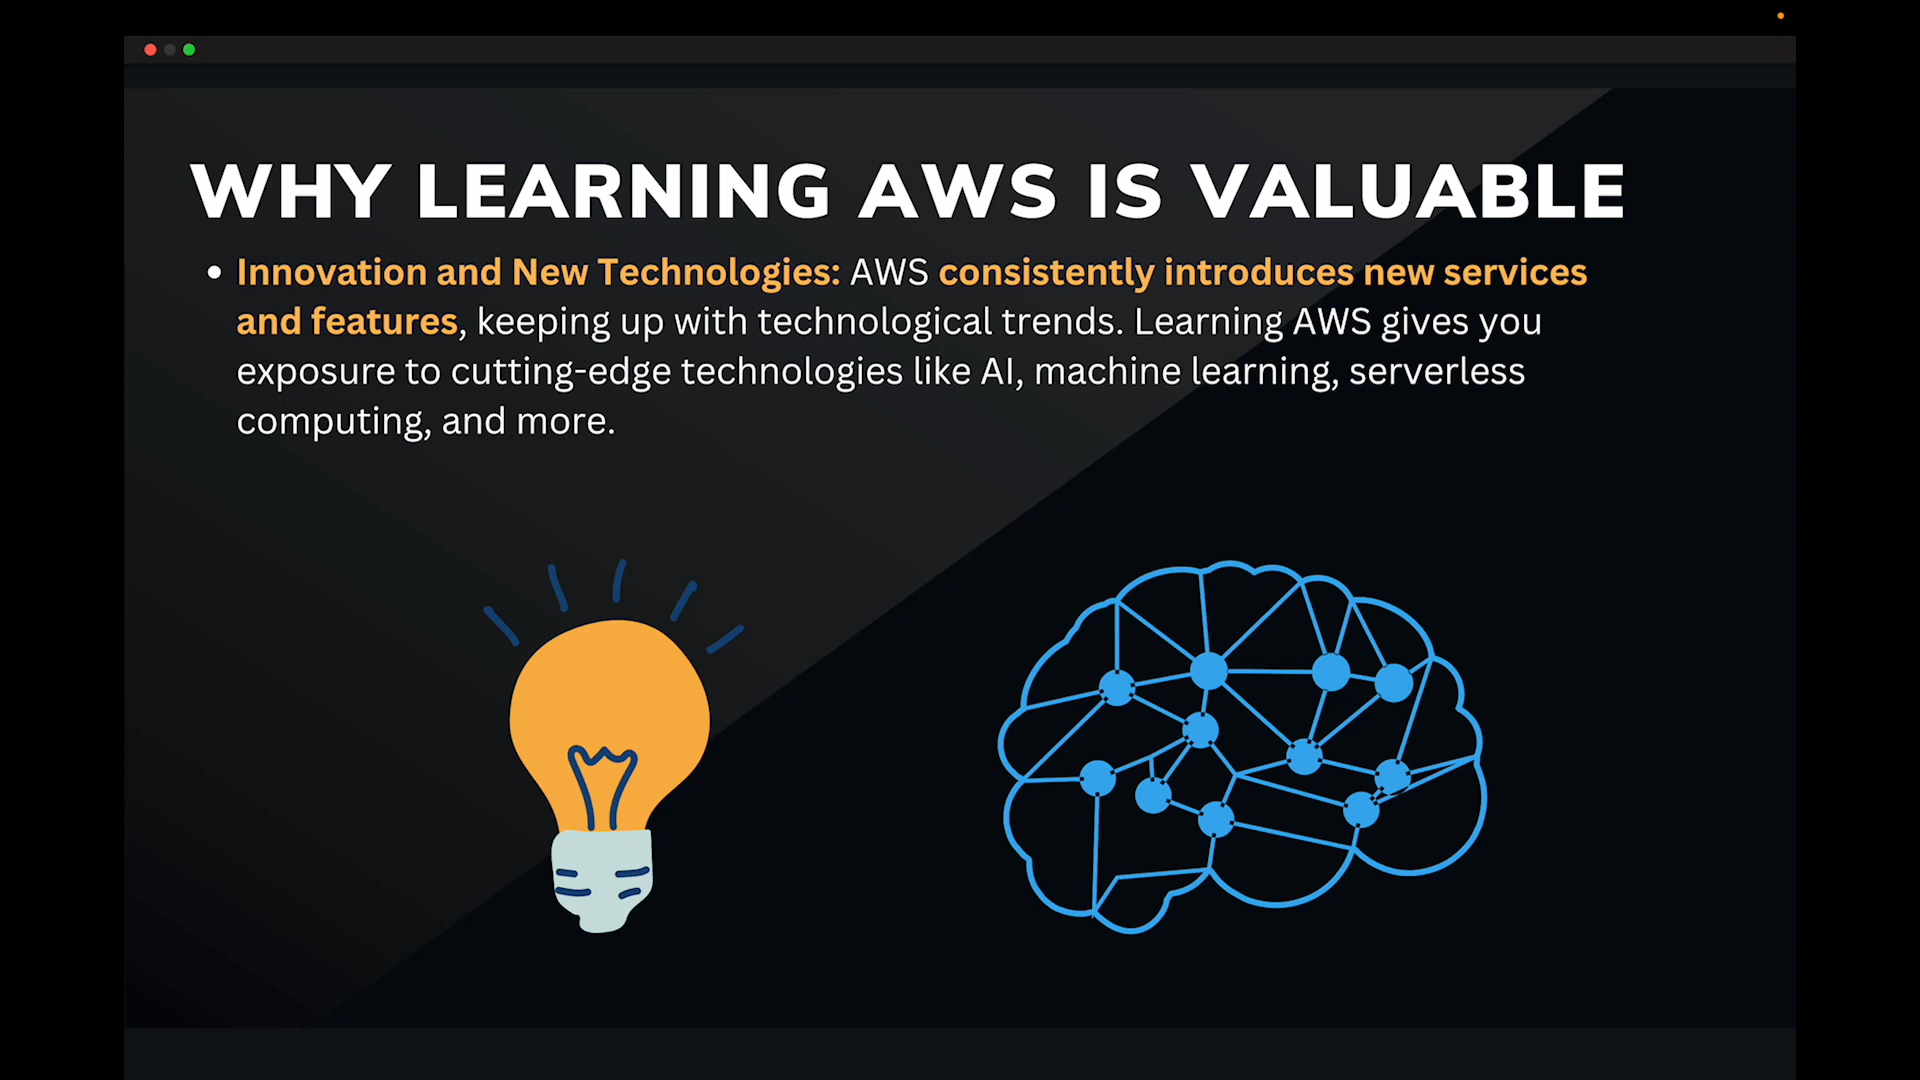 WHY LEARNING AWS IS VALUABLE
• Innovation and New Technologies: AWS consistently introduces new services
and features, keeping up with technological trends. Learning AWS gives you
exposure to cutting-edge technologies like AI, machine learning, serverless
computing, and more.